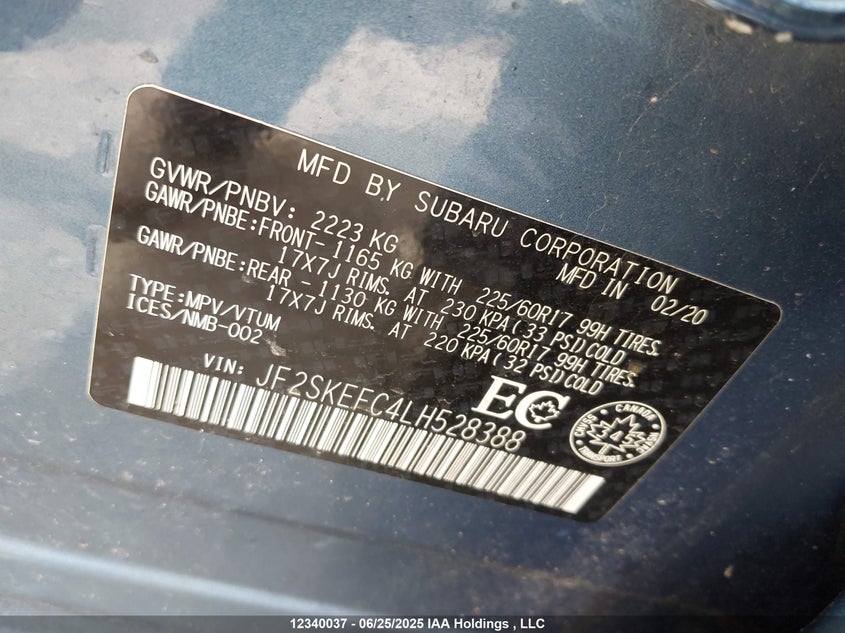 MFD BY SUBARU CORPORATION
GVWR/PNBV: 2223 KG MFD IN 02/20
GAWR/PNBE:FRONT- 1165 KG WITH 225/60R17 99H TIRES.
17X7J RIMS. AT 230 KPA( 33 PSI)COLD
GAWR/PNBE:REAR - 1130 KG WITH 225/60R17 99H TIRES.
17X7J RIMS. AT 220 KPA( 32 PSI)COLD
TYPE:MPV/VTUM
ICES/NMB-002
VIN: JF2SKEFC4LH528388
EC
CANADA
TRANSPORT
12340037 - 06/25/2025 IAA Holdings , LLC